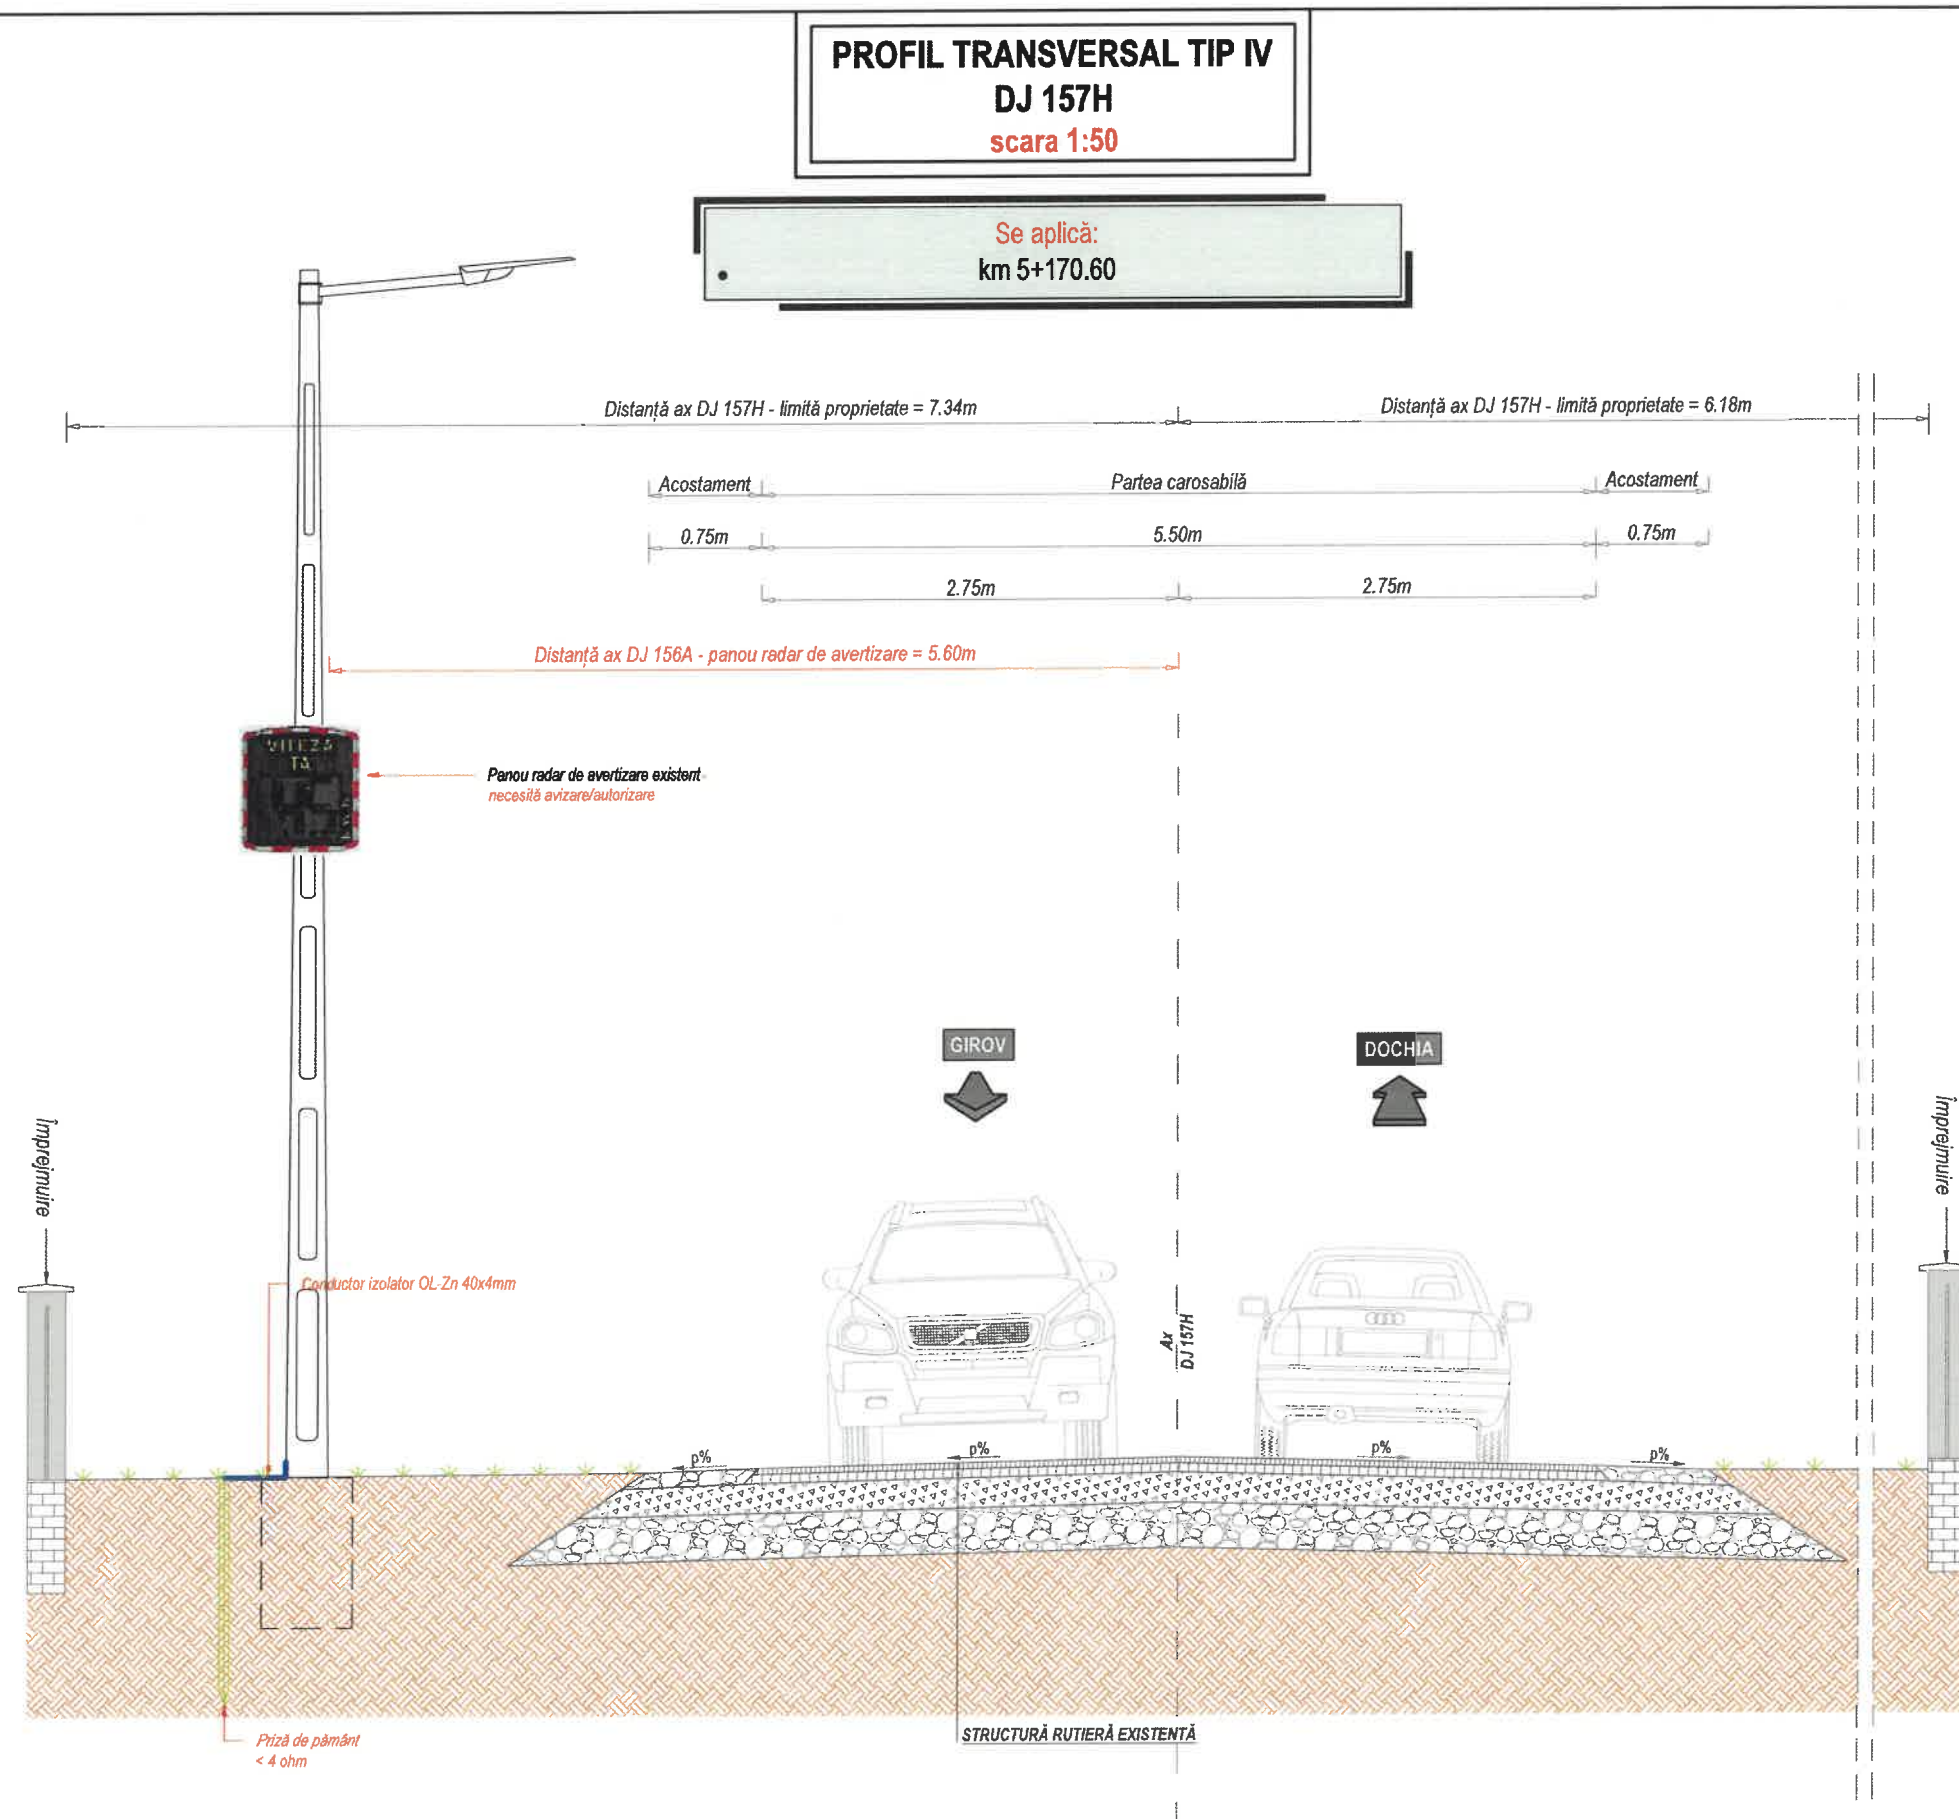 PROFIL TRANSVERSAL TIP IV
DJ 157H
scara 1:50
Se aplică:
km 5+170.60
Distanță ax DJ 157H - limită proprietate = 7.34m
Distanță ax DJ 157H - limită proprietate = 6.18m
Acostament
Partea carosabilă
Acostament
0.75m
5.50m
0.75m
2.75m
2.75m
Distanță ax DJ 156A - panou radar de avertizare = 5.60m
VITEZA
TA
Panou radar de avertizare existent
necesită avizare/autorizare
GIROV
DOCHIA
Împrejmuire
Împrejmuire
Conductor izolator OL-Zn 40x4mm
Ax
DJ 157H
p%
p%
p%
p%
STRUCTURĂ RUTIERĂ EXISTENTĂ
Priză de pământ
< 4 ohm